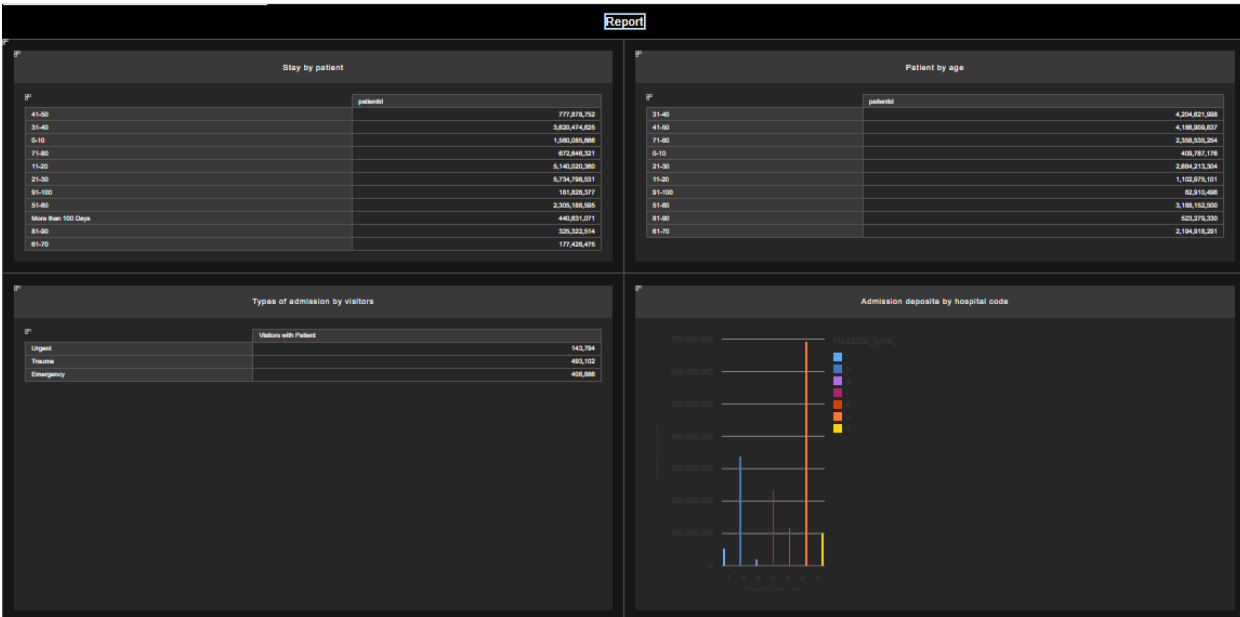 Report
Stay by patient
patientid
41-50 777,878,752
31-40 3,820,474,625
0-10 1,560,085,886
71-80 672,646,321
11-20 5,140,020,360
21-30 5,734,798,531
91-100 181,828,377
51-60 2,305,188,595
More than 100 Days 440,631,071
81-90 325,322,514
61-70 177,428,475
Patient by age
patientid
31-40 4,204,621,998
41-50 4,186,909,837
71-80 2,358,535,254
0-10 409,787,176
21-30 2,684,213,304
11-20 1,102,975,101
91-100 82,910,498
51-60 3,188,152,500
81-90 523,279,330
61-70 2,194,918,291
Types of admission by visitors
Visitors with Patient
Urgent 143,794
Trauma 493,102
Emergency 408,886
Admission deposite by hospital code
Hospital_type_
700,000,000
600,000,000
500,000,000
400,000,000
300,000,000
200,000,000
100,000,000
0